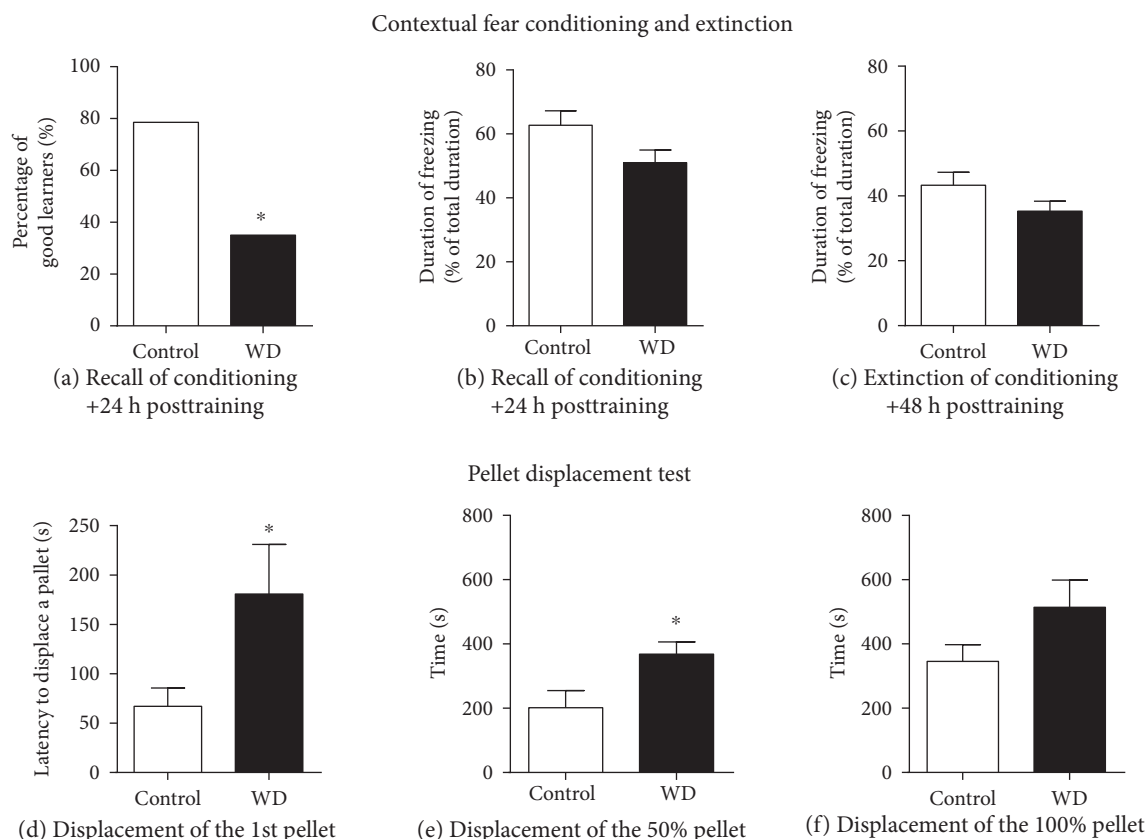 Contextual fear conditioning and extinction
100
80
60
40
20
0
Percentage of
good learners (%)
*
Control WD
(a) Recall of conditioning
+24 h posttraining
80
60
40
20
0
Duration of freezing
(% of total duration)
Control WD
(b) Recall of conditioning
+24 h posttraining
80
60
40
20
0
Duration of freezing
(% of total duration)
Control WD
(c) Extinction of conditioning
+48 h posttraining
Pellet displacement test
250
200
150
100
50
0
Latency to displace a pallet (s)
*
Control WD
(d) Displacement of the 1st pellet
800
600
400
200
0
Time (s)
*
Control WD
(e) Displacement of the 50% pellet
800
600
400
200
0
Time (s)
Control WD
(f) Displacement of the 100% pellet